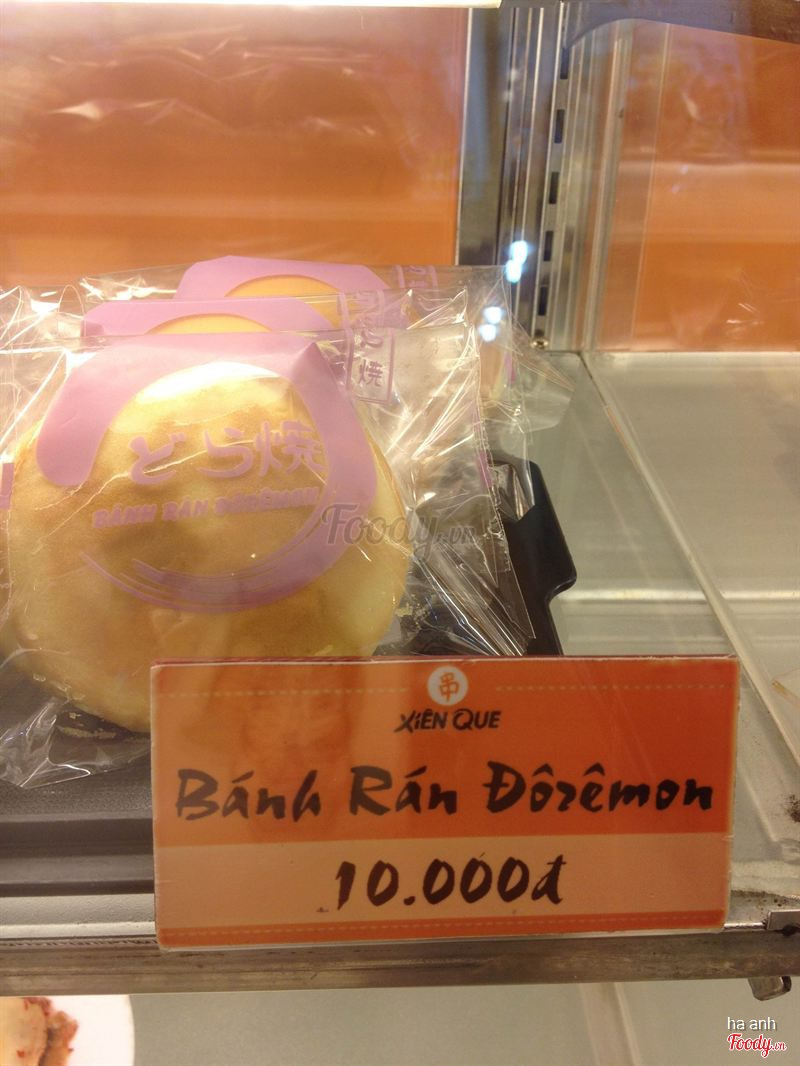 どら焼
BÁNH RÁN ĐÔRÊMON
焼
Foody.vn
串
XIÊN QUE
Bánh Rán Đôrêmon
10.000đ
ha anh
Foody.vn